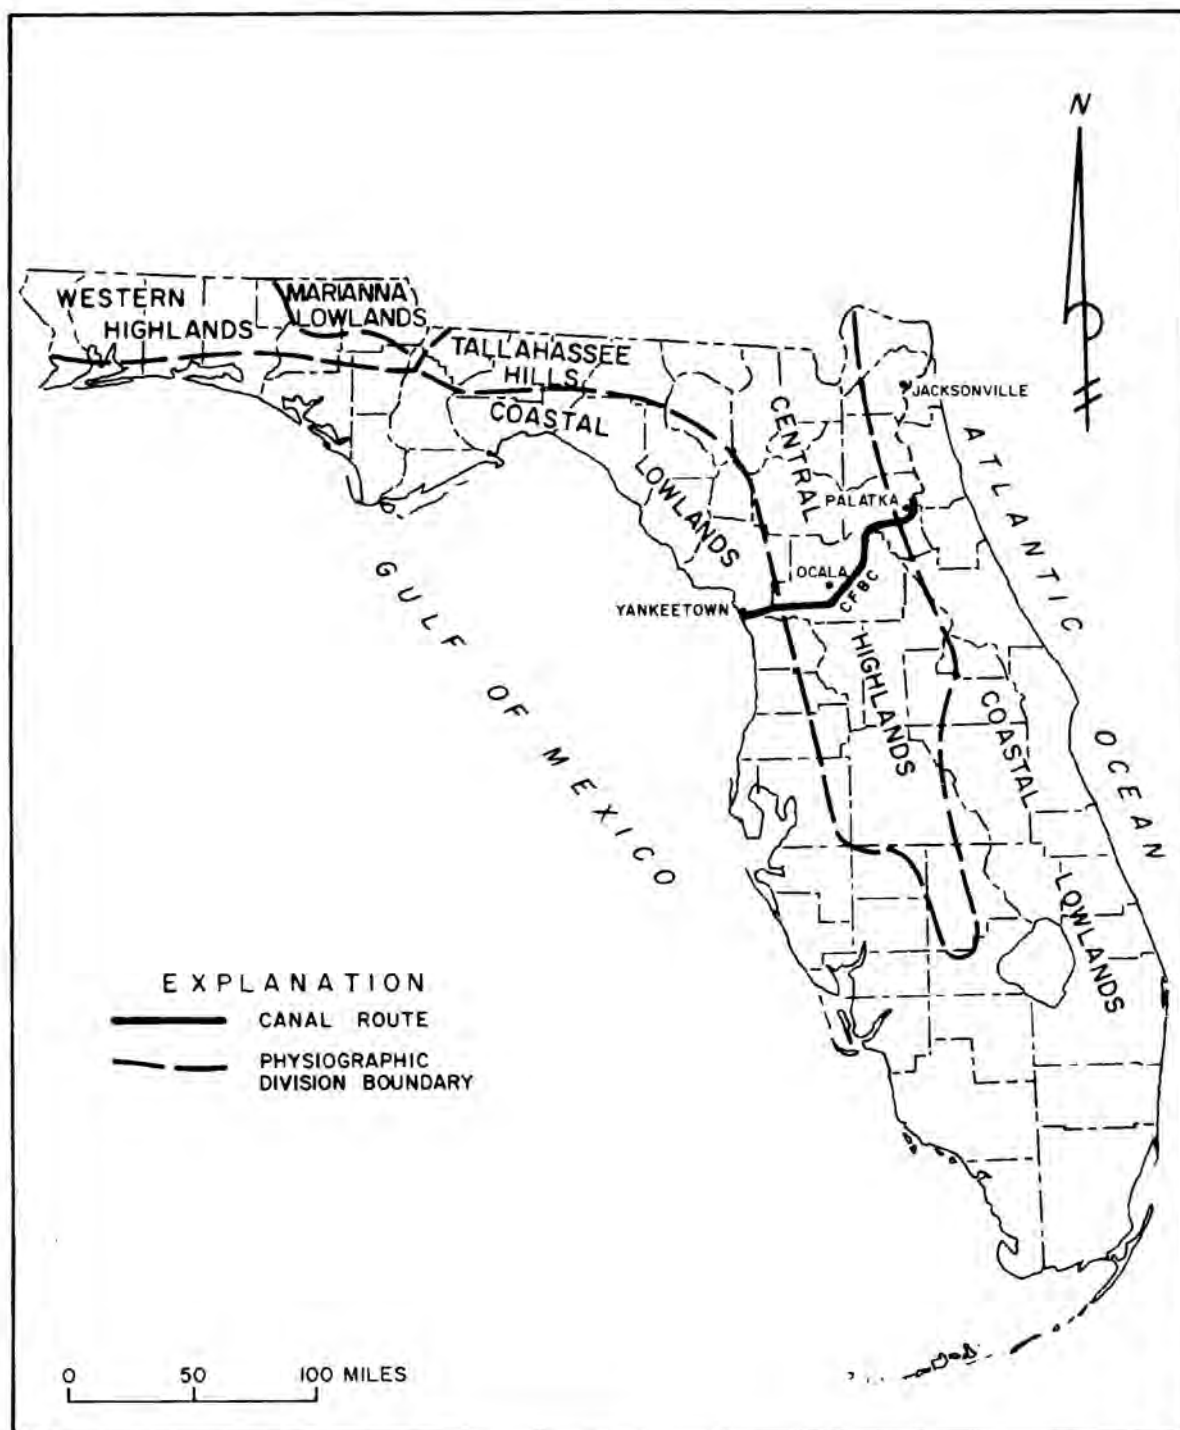 N
WESTERN
HIGHLANDS
MARIANNA
LOWLANDS
TALLAHASSEE
HILLS
COASTAL
LOWLANDS
CENTRAL
HIGHLANDS
JACKSONVILLE
PALATKA
OCALA
CFBC
YANKEETOWN
COASTAL
LOWLANDS
ATLANTIC
OCEAN
GULF OF MEXICO
EXPLANATION
CANAL ROUTE
PHYSIOGRAPHIC
DIVISION BOUNDARY
0 50 100 MILES